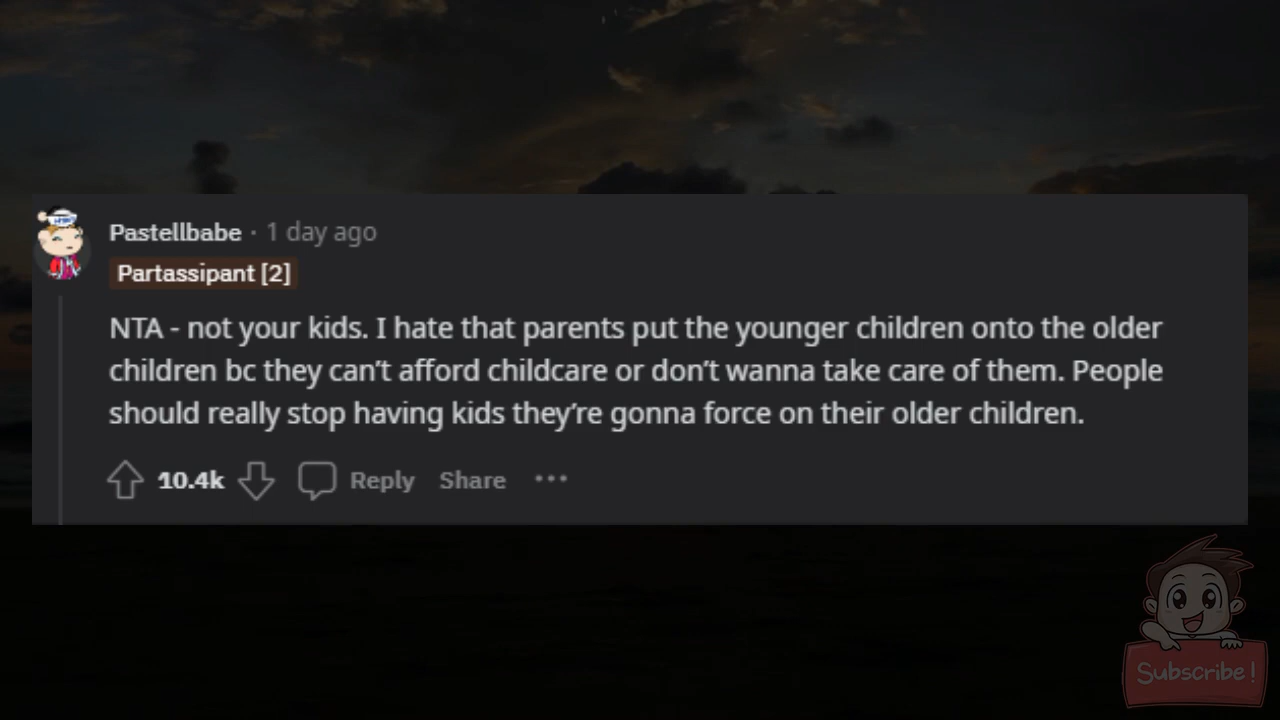 Pastellbabe · 1 day ago
Partassipant [2]
NTA - not your kids. I hate that parents put the younger children onto the older
children bc they can’t afford childcare or don’t wanna take care of them. People
should really stop having kids they’re gonna force on their older children.
10.4k Reply Share ···
Subscribe!